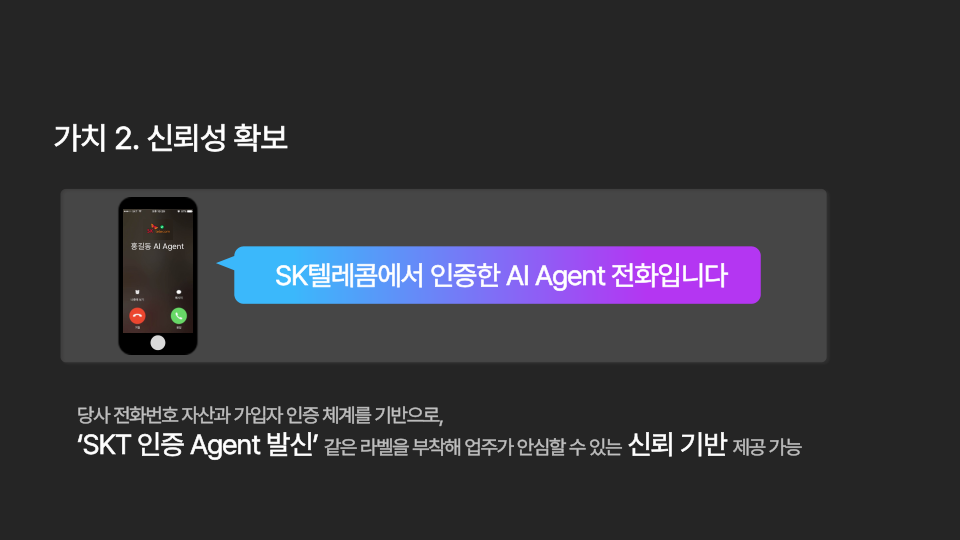 가치 2. 신뢰성 확보
홍길동 AI Agent
SK텔레콤에서 인증한 AI Agent 전화입니다
당사 전화번호 자산과 가입자 인증 체계를 기반으로,
‘SKT 인증 Agent 발신’ 같은 라벨을 부착해 업주가 안심할 수 있는 신뢰 기반 제공 가능